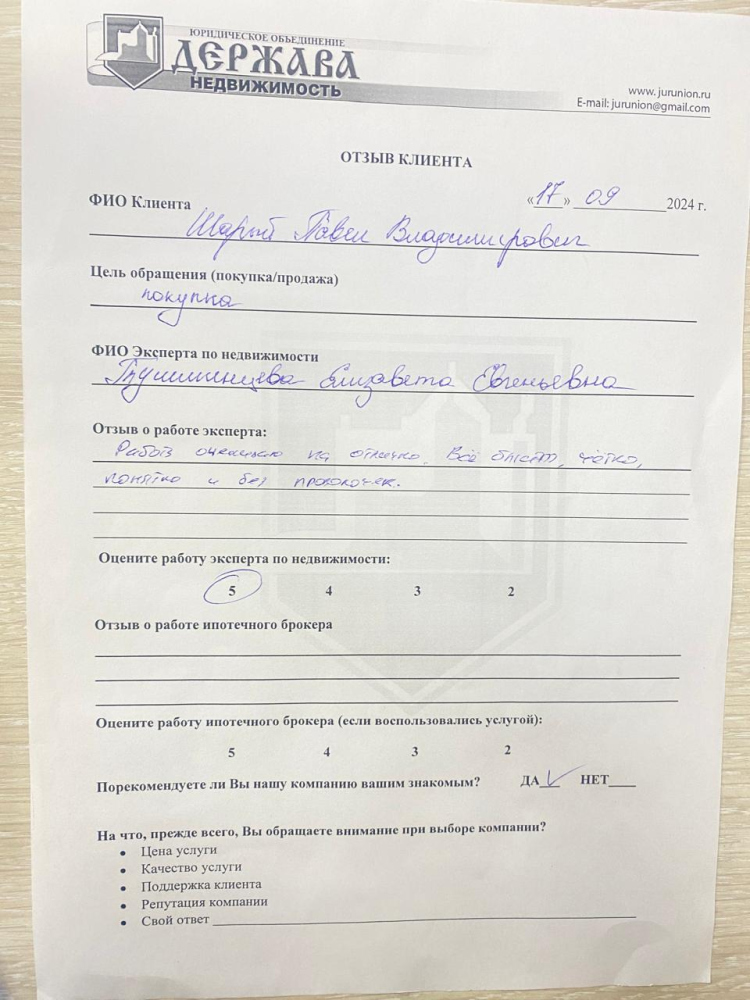 ЮРИДИЧЕСКОЕ ОБЪЕДИНЕНИЕ
ДЕРЖАВА
НЕДВИЖИМОСТЬ
www. jurunion.ru
E-mail: jurunion@gmail.com
ОТЗЫВ КЛИЕНТА
ФИО Клиента «17» 09 2024 г.
Павел Владимирович
Цель обращения (покупка/продажа)
покупка
ФИО Эксперта по недвижимости
Елизавета Евгеньевна
Отзыв о работе эксперта:
Работу оцениваю на отлично. Всё быстро, чётко,
понятно и без проволочек.
Оцените работу эксперта по недвижимости:
5 4 3 2
Отзыв о работе ипотечного брокера
Оцените работу ипотечного брокера (если воспользовались услугой):
5 4 3 2
Порекомендуете ли Вы нашу компанию вашим знакомым? ДА НЕТ
На что, прежде всего, Вы обращаете внимание при выборе компании?
• Цена услуги
• Качество услуги
• Поддержка клиента
• Репутация компании
• Свой ответ